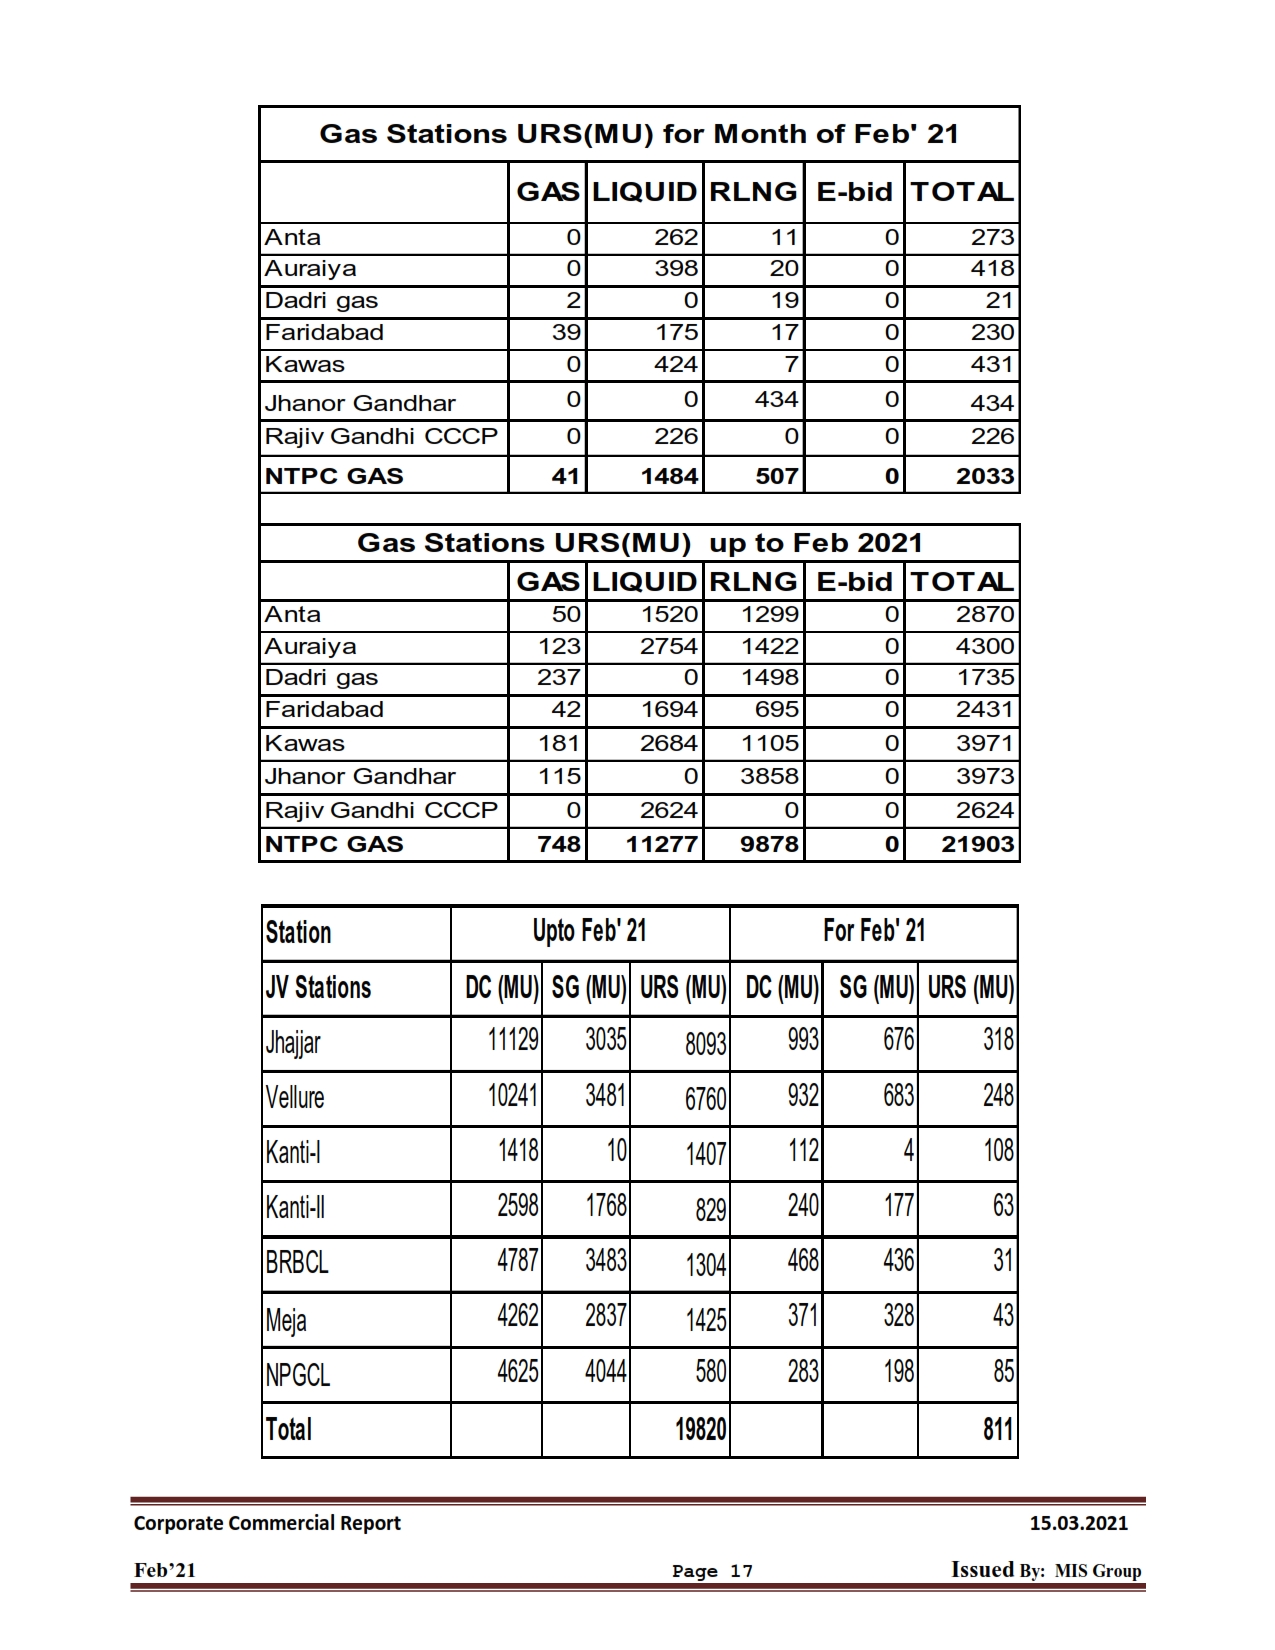 Gas Stations URS(MU) for Month of Feb' 21
GAS LIQUID RLNG E-bid TOTAL
Anta 0 262 11 0 273
Auraiya 0 398 20 0 418
Dadri gas 2 0 19 0 21
Faridabad 39 175 17 0 230
Kawas 0 424 7 0 431
Jhanor Gandhar 0 0 434 0 434
Rajiv Gandhi CCCP 0 226 0 0 226
NTPC GAS 41 1484 507 0 2033
Gas Stations URS(MU) up to Feb 2021
GAS LIQUID RLNG E-bid TOTAL
Anta 50 1520 1299 0 2870
Auraiya 123 2754 1422 0 4300
Dadri gas 237 0 1498 0 1735
Faridabad 42 1694 695 0 2431
Kawas 181 2684 1105 0 3971
Jhanor Gandhar 115 0 3858 0 3973
Rajiv Gandhi CCCP 0 2624 0 0 2624
NTPC GAS 748 11277 9878 0 21903
Station Upto Feb' 21 For Feb' 21
JV Stations DC (MU) SG (MU) URS (MU) DC (MU) SG (MU) URS (MU)
Jhajjar 11129 3035 8093 993 676 318
Vellure 10241 3481 6760 932 683 248
Kanti-I 1418 10 1407 112 4 108
Kanti-II 2598 1768 829 240 177 63
BRBCL 4787 3483 1304 468 436 31
Meja 4262 2837 1425 371 328 43
NPGCL 4625 4044 580 283 198 85
Total 19820 811
Corporate Commercial Report 15.03.2021
Feb’21 Page 17 Issued By: MIS Group